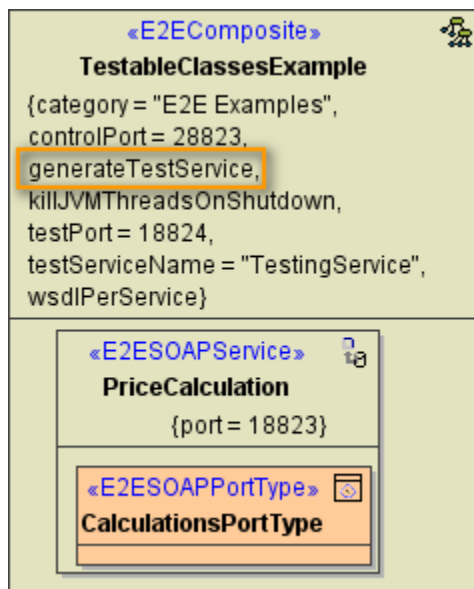 «E2EComposite»
TestableClassesExample
{category = "E2E Examples",
controlPort = 28823,
generateTestService,
killJVMThreadsOnShutdown,
testPort = 18824,
testServiceName = "TestingService",
wsdlPerService}
«E2ESOAPService»
PriceCalculation
{port = 18823}
«E2ESOAPPortType»
CalculationsPortType